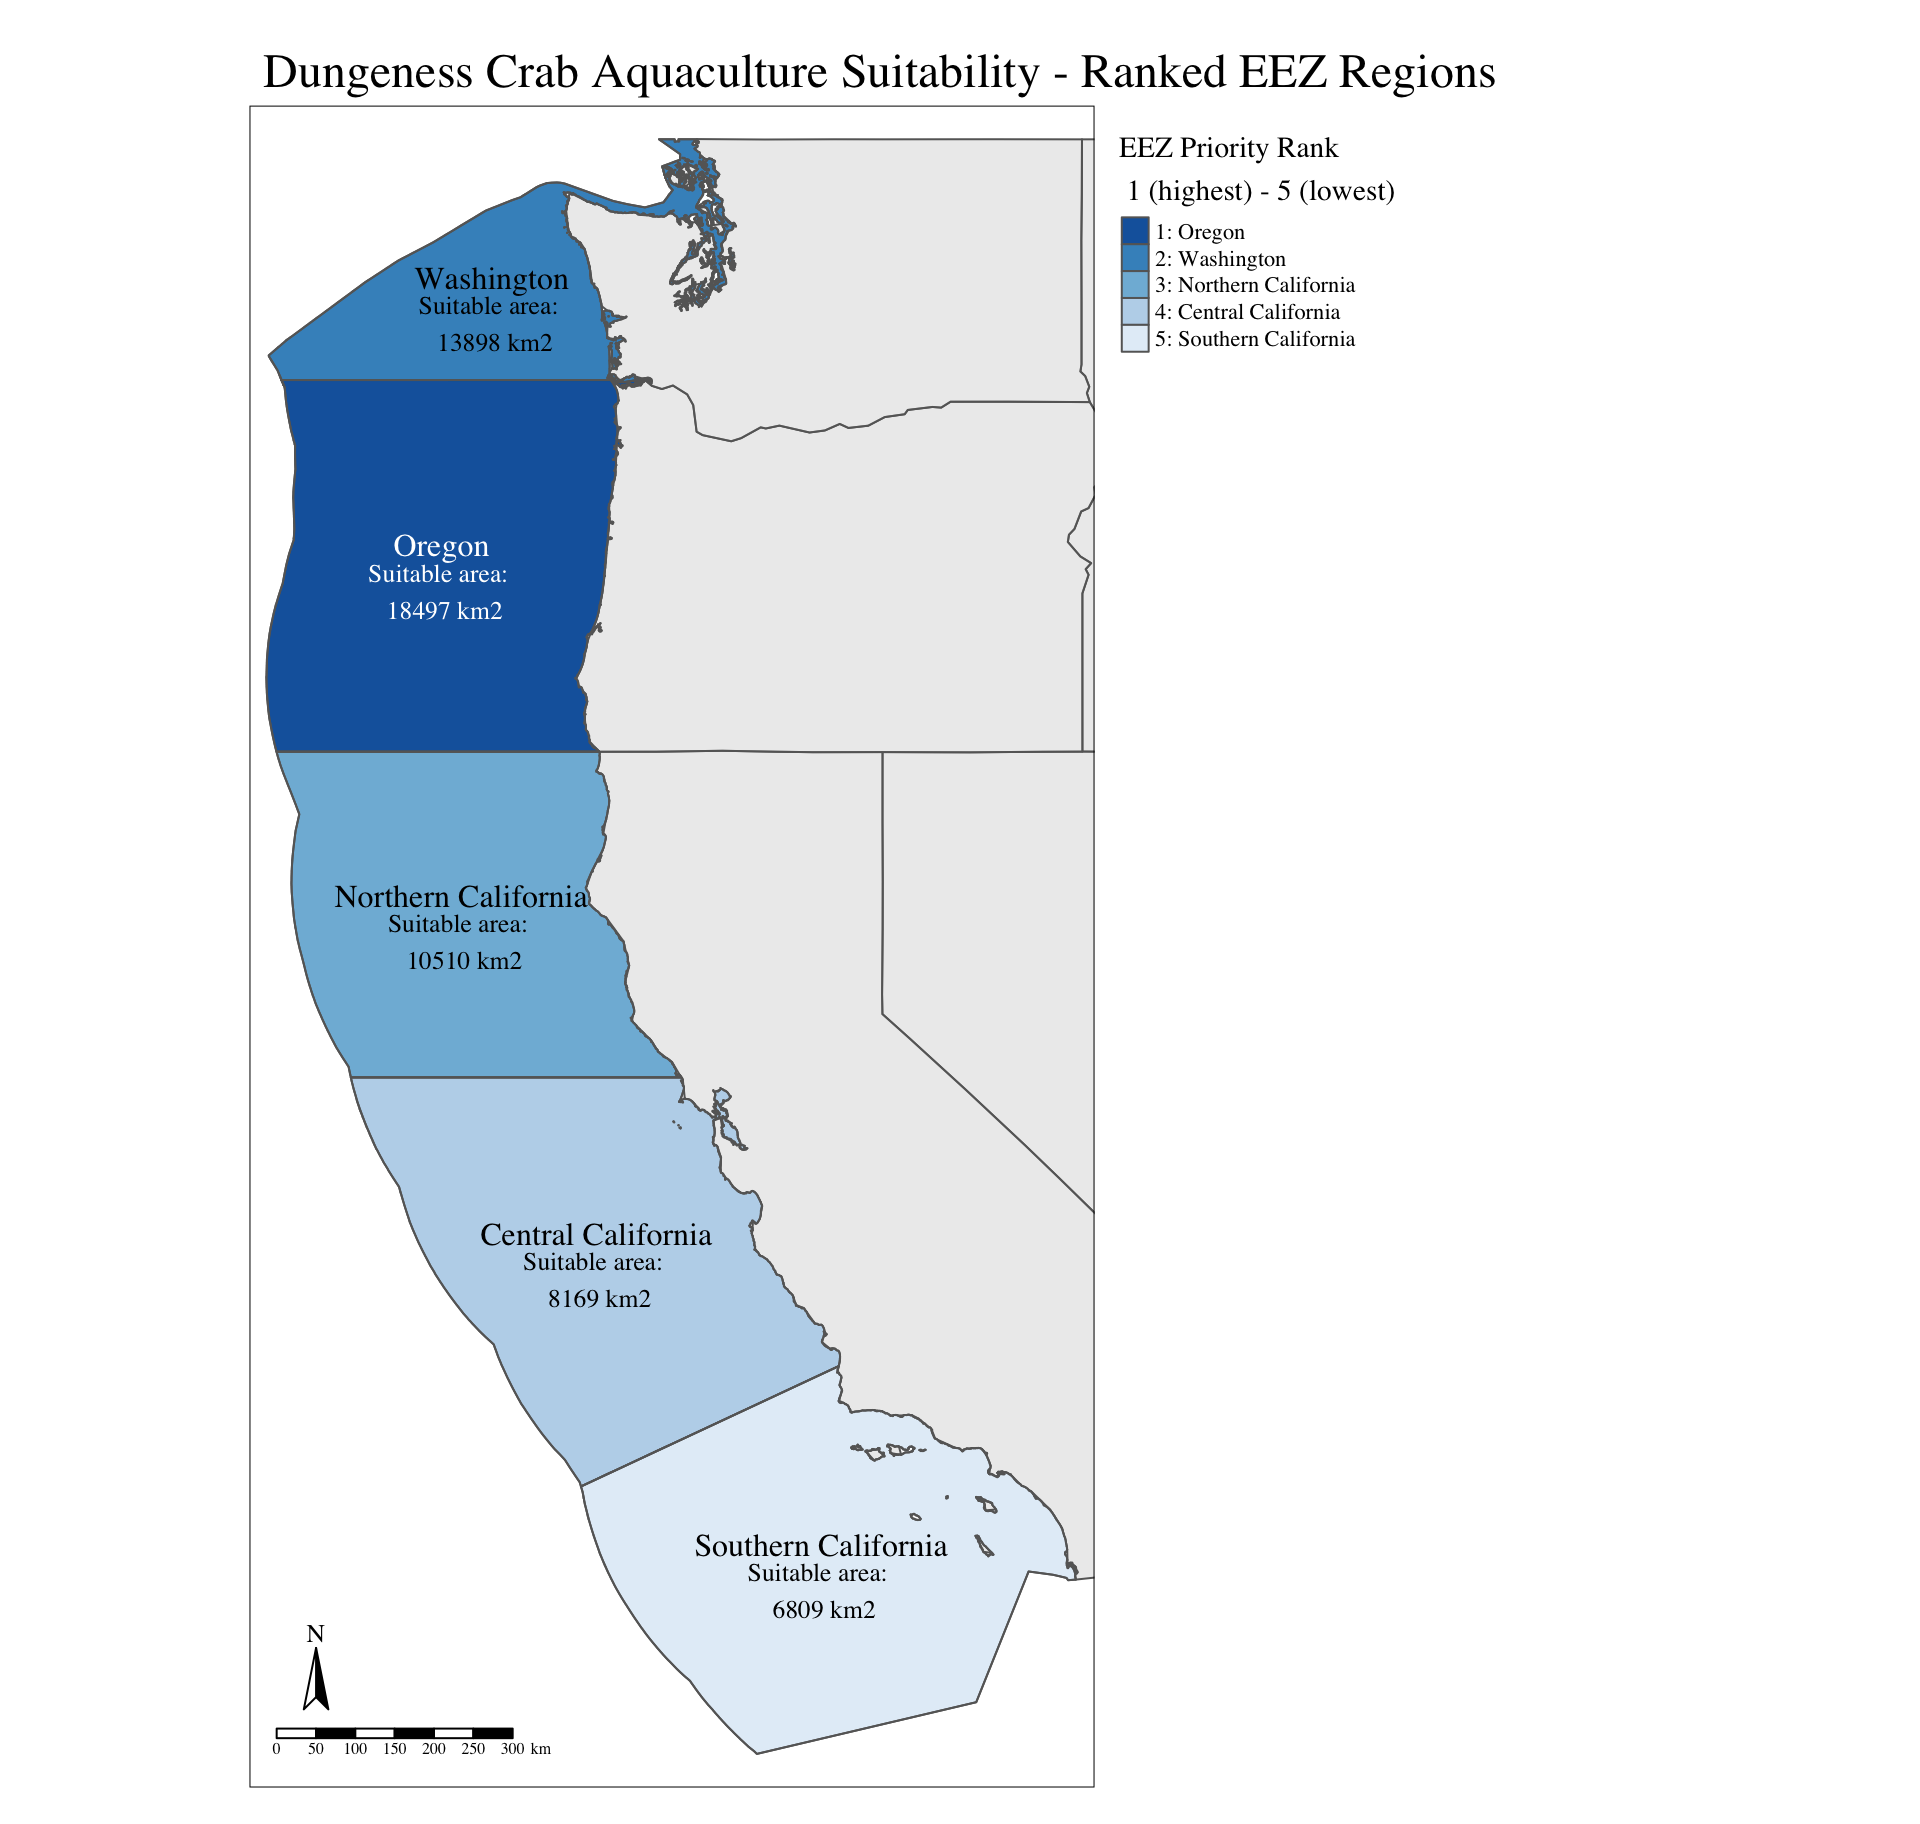 Dungeness Crab Aquaculture Suitability - Ranked EEZ Regions
EEZ Priority Rank
1 (highest) - 5 (lowest)
1: Oregon
2: Washington
3: Northern California
4: Central California
5: Southern California
Washington
Suitable area:
13898 km2
Oregon
Suitable area:
18497 km2
Northern California
Suitable area:
10510 km2
Central California
Suitable area:
8169 km2
Southern California
Suitable area:
6809 km2
N
0 50 100 150 200 250 300 km